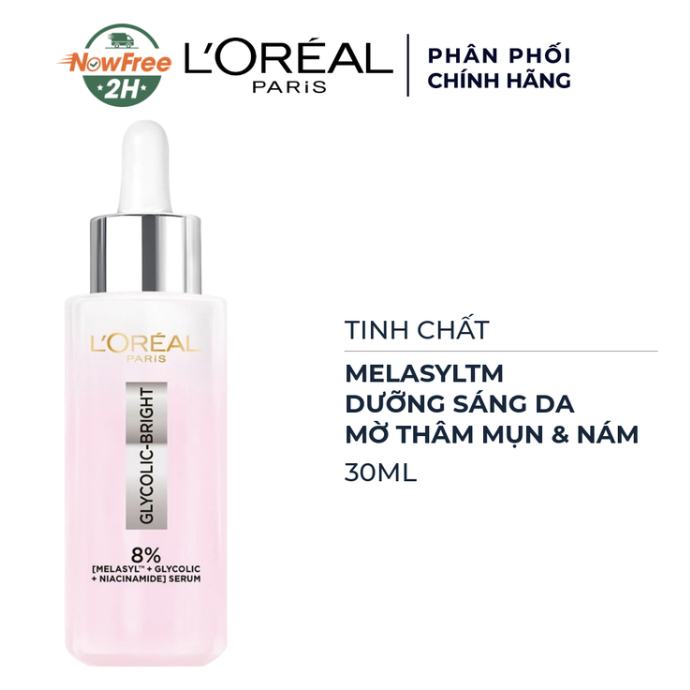 NowFree
2H
L'ORÉAL
PARIS
PHÂN PHỐI
CHÍNH HÃNG
L'ORÉAL
PARIS
GLYCOLIC-BRIGHT
8%
[MELASYL™ + GLYCOLIC
+ NIACINAMIDE] SERUM
TINH CHẤT
MELASYLTM
DƯỠNG SÁNG DA
MỜ THÂM MỤN & NÁM
30ML